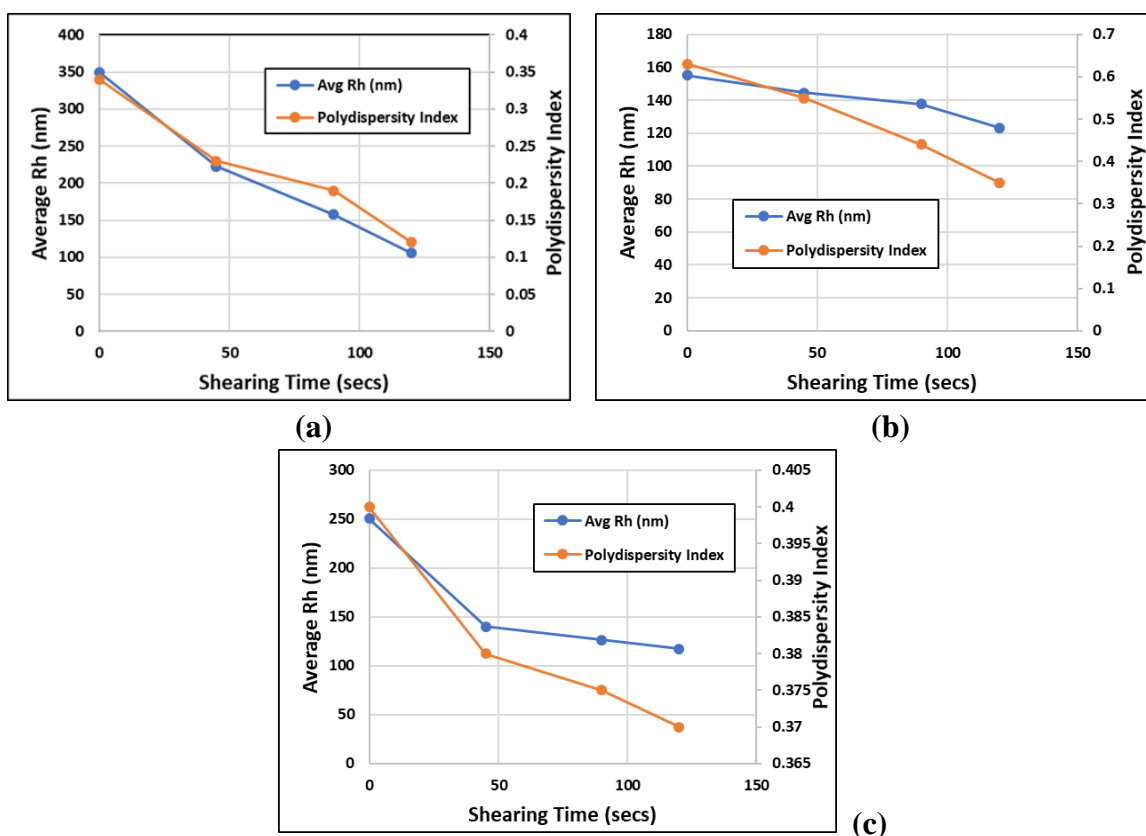 400
350
300
250
200
150
100
50
0
Average Rh (nm)
0.4
0.35
0.3
0.25
0.2
0.15
0.1
0.05
0
Polydispersity Index
Avg Rh (nm)
Polydispersity Index
0 50 100 150
Shearing Time (secs)
(a)
180
160
140
120
100
80
60
40
20
0
Average Rh (nm)
0.7
0.6
0.5
0.4
0.3
0.2
0.1
0
Polydispersity Index
Avg Rh (nm)
Polydispersity Index
0 50 100 150
Shearing Time (secs)
(b)
300
250
200
150
100
50
0
Average Rh (nm)
0.405
0.4
0.395
0.39
0.385
0.38
0.375
0.37
0.365
Polydispersity Index
Avg Rh (nm)
Polydispersity Index
0 50 100 150
Shearing Time (secs)
(c)